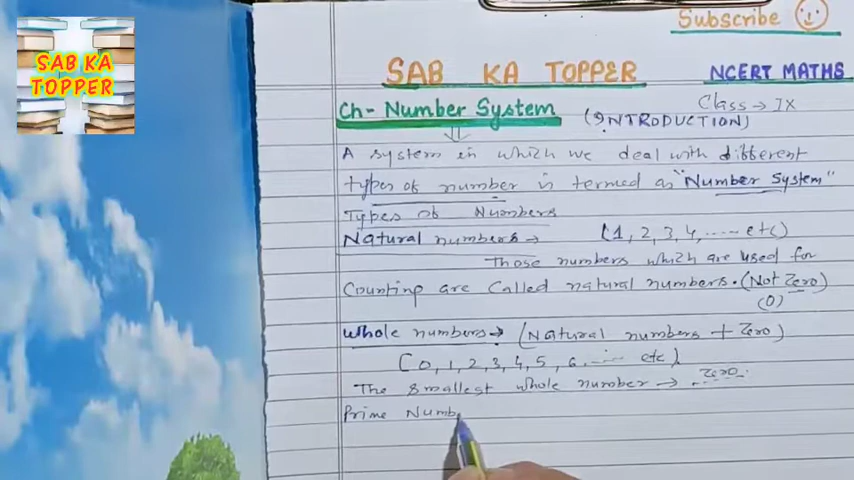 Subscribe
SAB KA
TOPPER
SAB KA TOPPER
NCERT MATHS
Ch- Number System
(INTRODUCTION)
Class → IX
A system in which we deal with different
types of number is termed as "Number System"
Types of Numbers
Natural numbers → (1, 2, 3, 4, ..... etc)
Those numbers which are used for
Counting are called natural numbers. (Not Zero)
(0)
Whole numbers → (Natural numbers + Zero)
(0, 1, 2, 3, 4, 5, 6, ..... etc)
The smallest whole number → Zero.
Prime Numb